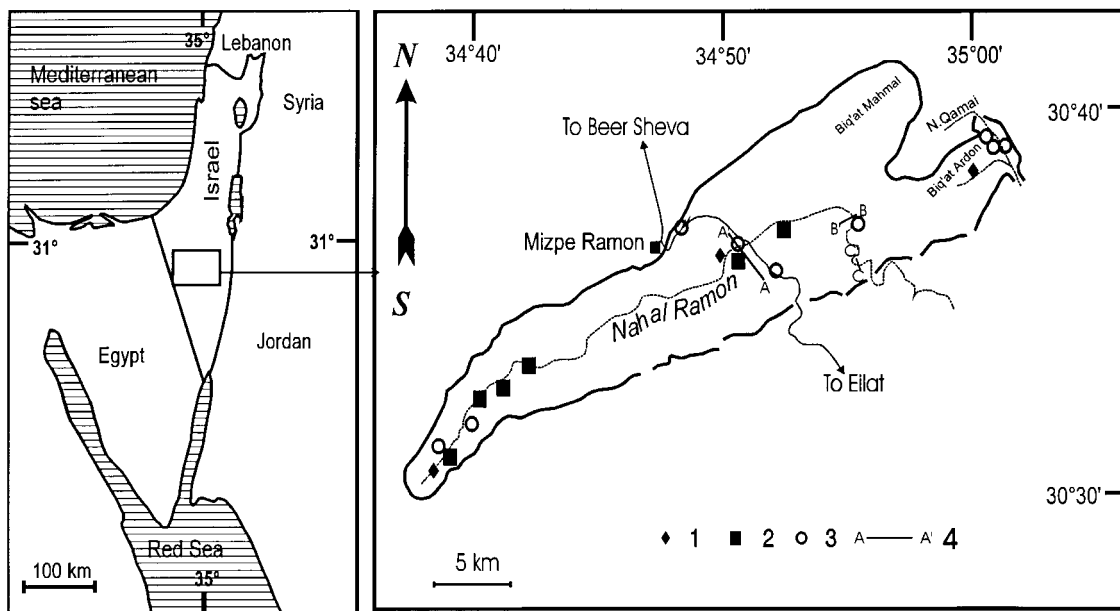 35°
Lebanon
Mediterranean
sea
Syria
Israel
31°
31°
Egypt
Jordan
Red Sea
35°
100 km
34°40'
34°50'
35°00'
N
S
30°40'
To Beer Sheva
Biq'at Mahmal
N.Qamai
Biq'at Ardon
Mizpe Ramon
A
B
B'
A
Nahal Ramon
To Eilat
30°30'
1
2
3
A
A'
4
5 km